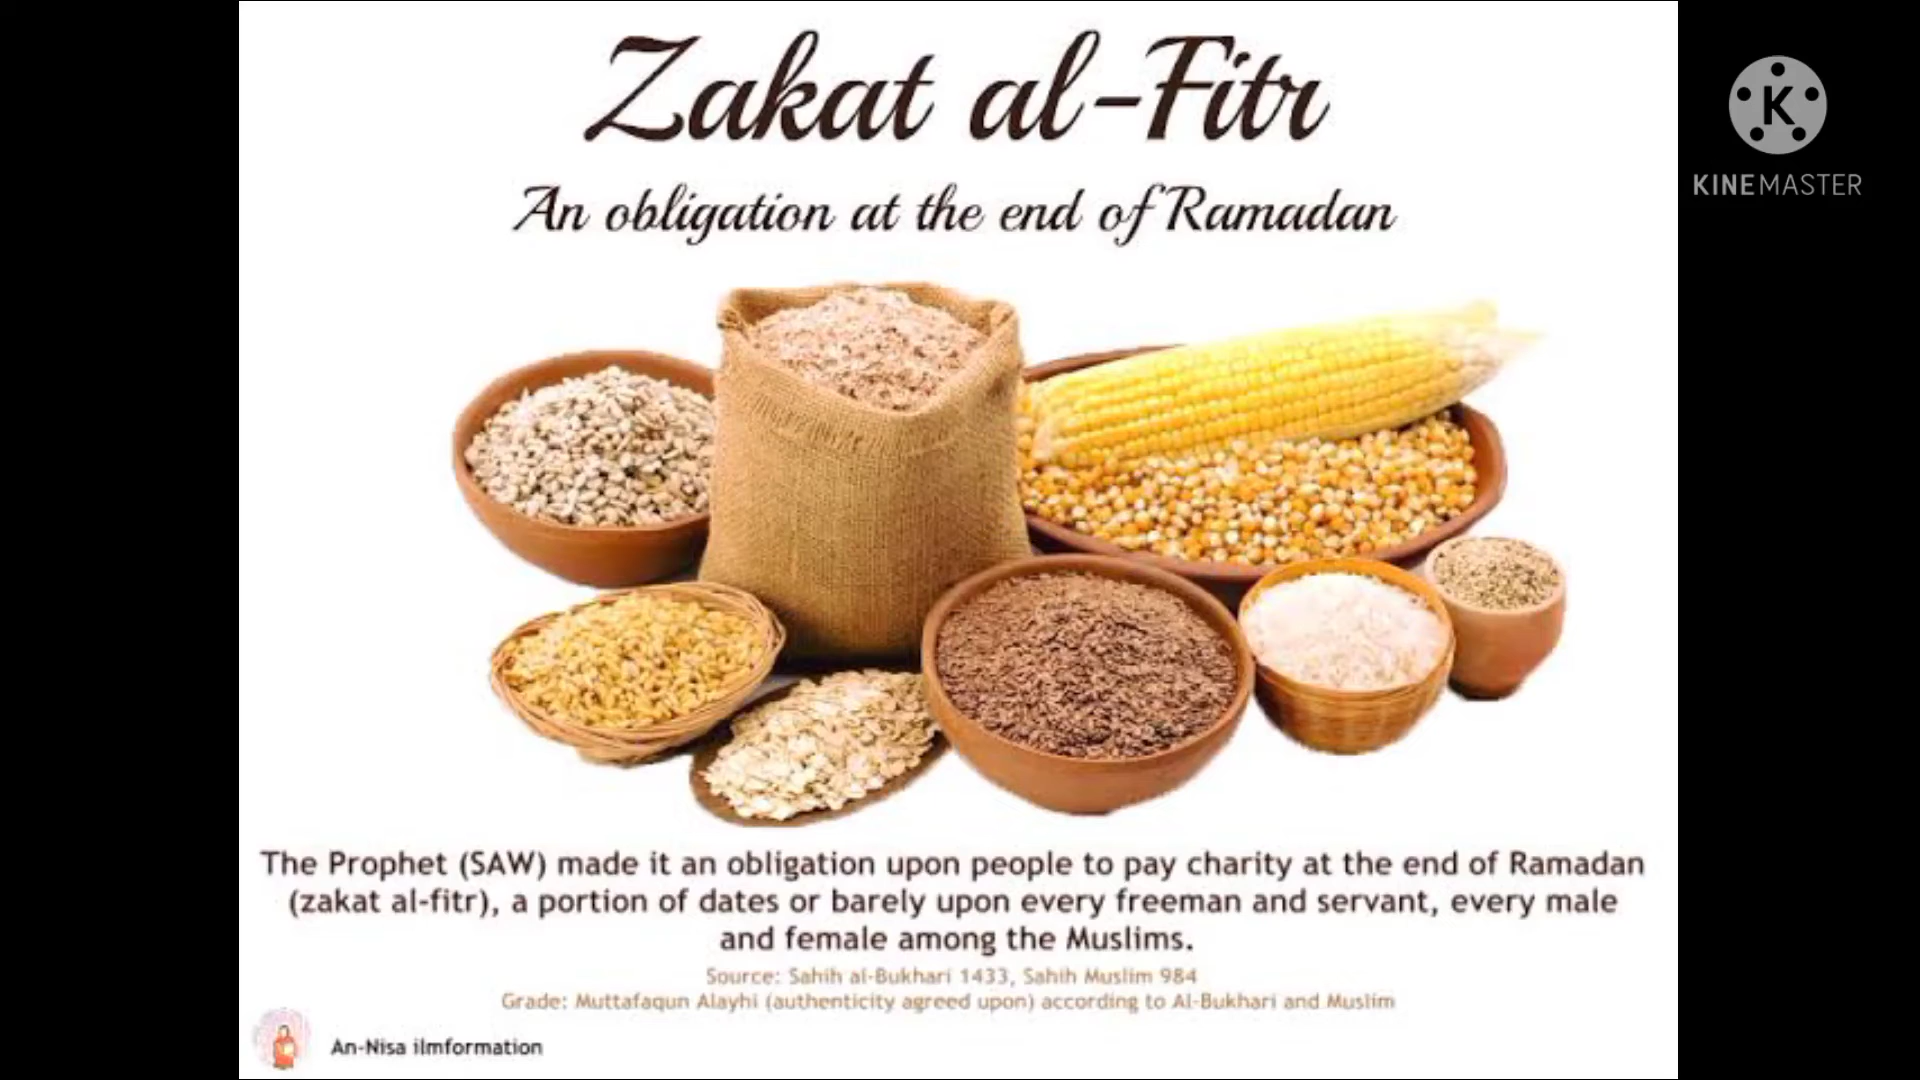 Zakat al-Fitr
An obligation at the end of Ramadan
K
KINEMASTER
The Prophet (SAW) made it an obligation upon people to pay charity at the end of Ramadan
(zakat al-fitr), a portion of dates or barely upon every freeman and servant, every male
and female among the Muslims.
Source: Sahih al-Bukhari 1433, Sahih Muslim 984
Grade: Muttafaqun Alayhi (authenticity agreed upon) according to Al-Bukhari and Muslim
An-Nisa ilmformation